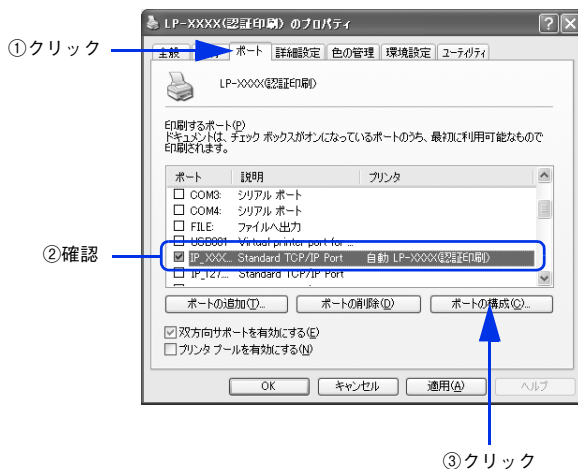 LP-XXXX(認証印刷) のプロパティ
①クリック
全般 ポート 詳細設定 色の管理 環境設定 ユーティリティ
LP-XXXX(認証印刷)
印刷するポート(P)
ドキュメントは、チェック ボックスがオンになっているポートのうち、最初に利用可能なもので
印刷されます。
ポート 説明 プリンタ
COM3: シリアル ポート
COM4: シリアル ポート
FILE: ファイルへ出力
USB001 Virtual printer port for ...
②確認
IP_XXX... Standard TCP/IP Port 自動 LP-XXXX(認証印刷)
IP_127... Standard TCP/IP Port
ポートの追加(T)... ポートの削除(D) ポートの構成(C)...
双方向サポートを有効にする(E)
プリンタ プールを有効にする(N)
OK キャンセル 適用(A) ヘルプ
③クリック